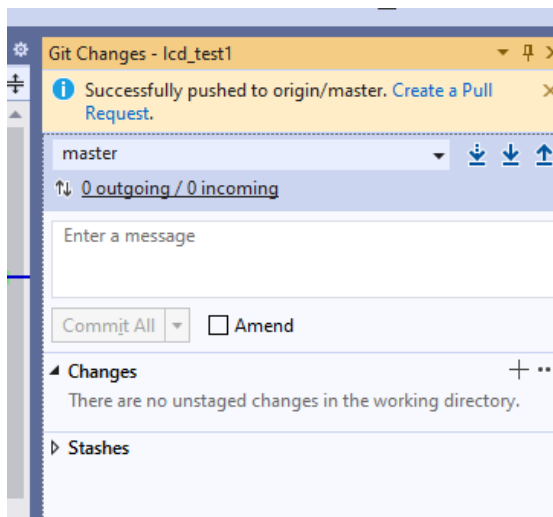 Git Changes - lcd_test1
Successfully pushed to origin/master. Create a Pull
Request.
master
0 outgoing / 0 incoming
Enter a message
Commit All
Amend
Changes
There are no unstaged changes in the working directory.
Stashes